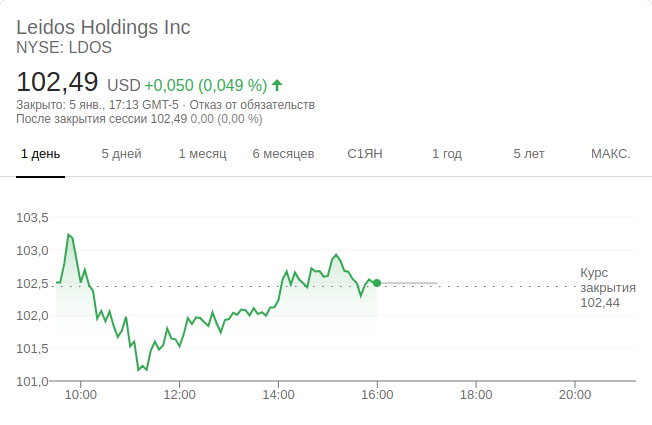 Leidos Holdings Inc
NYSE: LDOS
102,49 USD +0,050 (0,049 %)
Закрыто: 5 янв., 17:13 GMT-5 · Отказ от обязательств
После закрытия сессии 102,49 0,00 (0,00 %)
1 день 5 дней 1 месяц 6 месяцев С1ЯН 1 год 5 лет МАКС.
103,5
103,0
102,5
102,0
101,5
101,0
Курс
закрытия
102,44
10:00 12:00 14:00 16:00 18:00 20:00